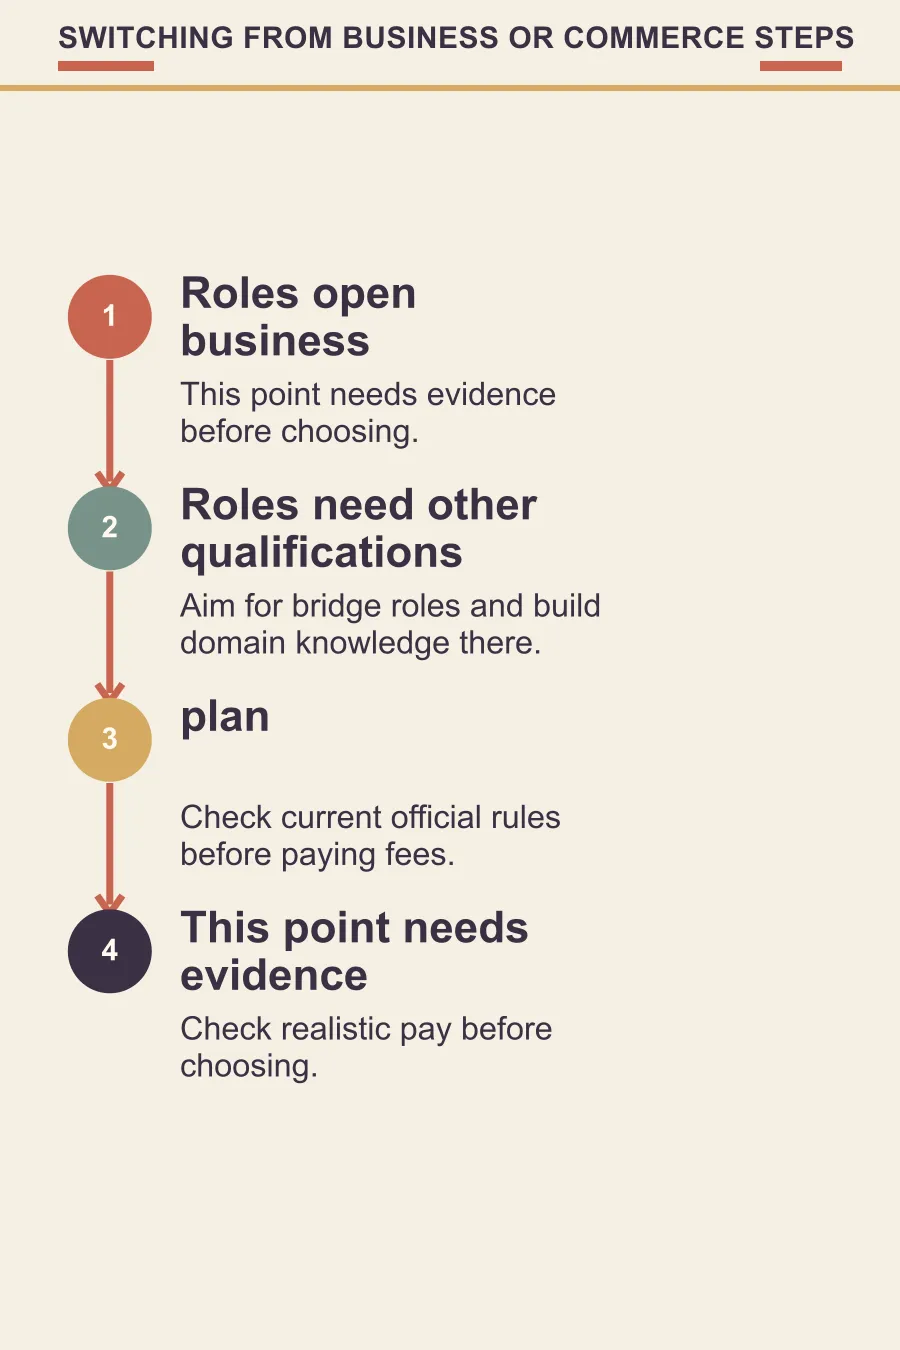 SWITCHING FROM BUSINESS OR COMMERCE STEPS
1
Roles open
business
This point needs evidence
before choosing.
2
Roles need other
qualifications
Aim for bridge roles and build
domain knowledge there.
3
plan
Check current official rules
before paying fees.
4
This point needs
evidence
Check realistic pay before
choosing.